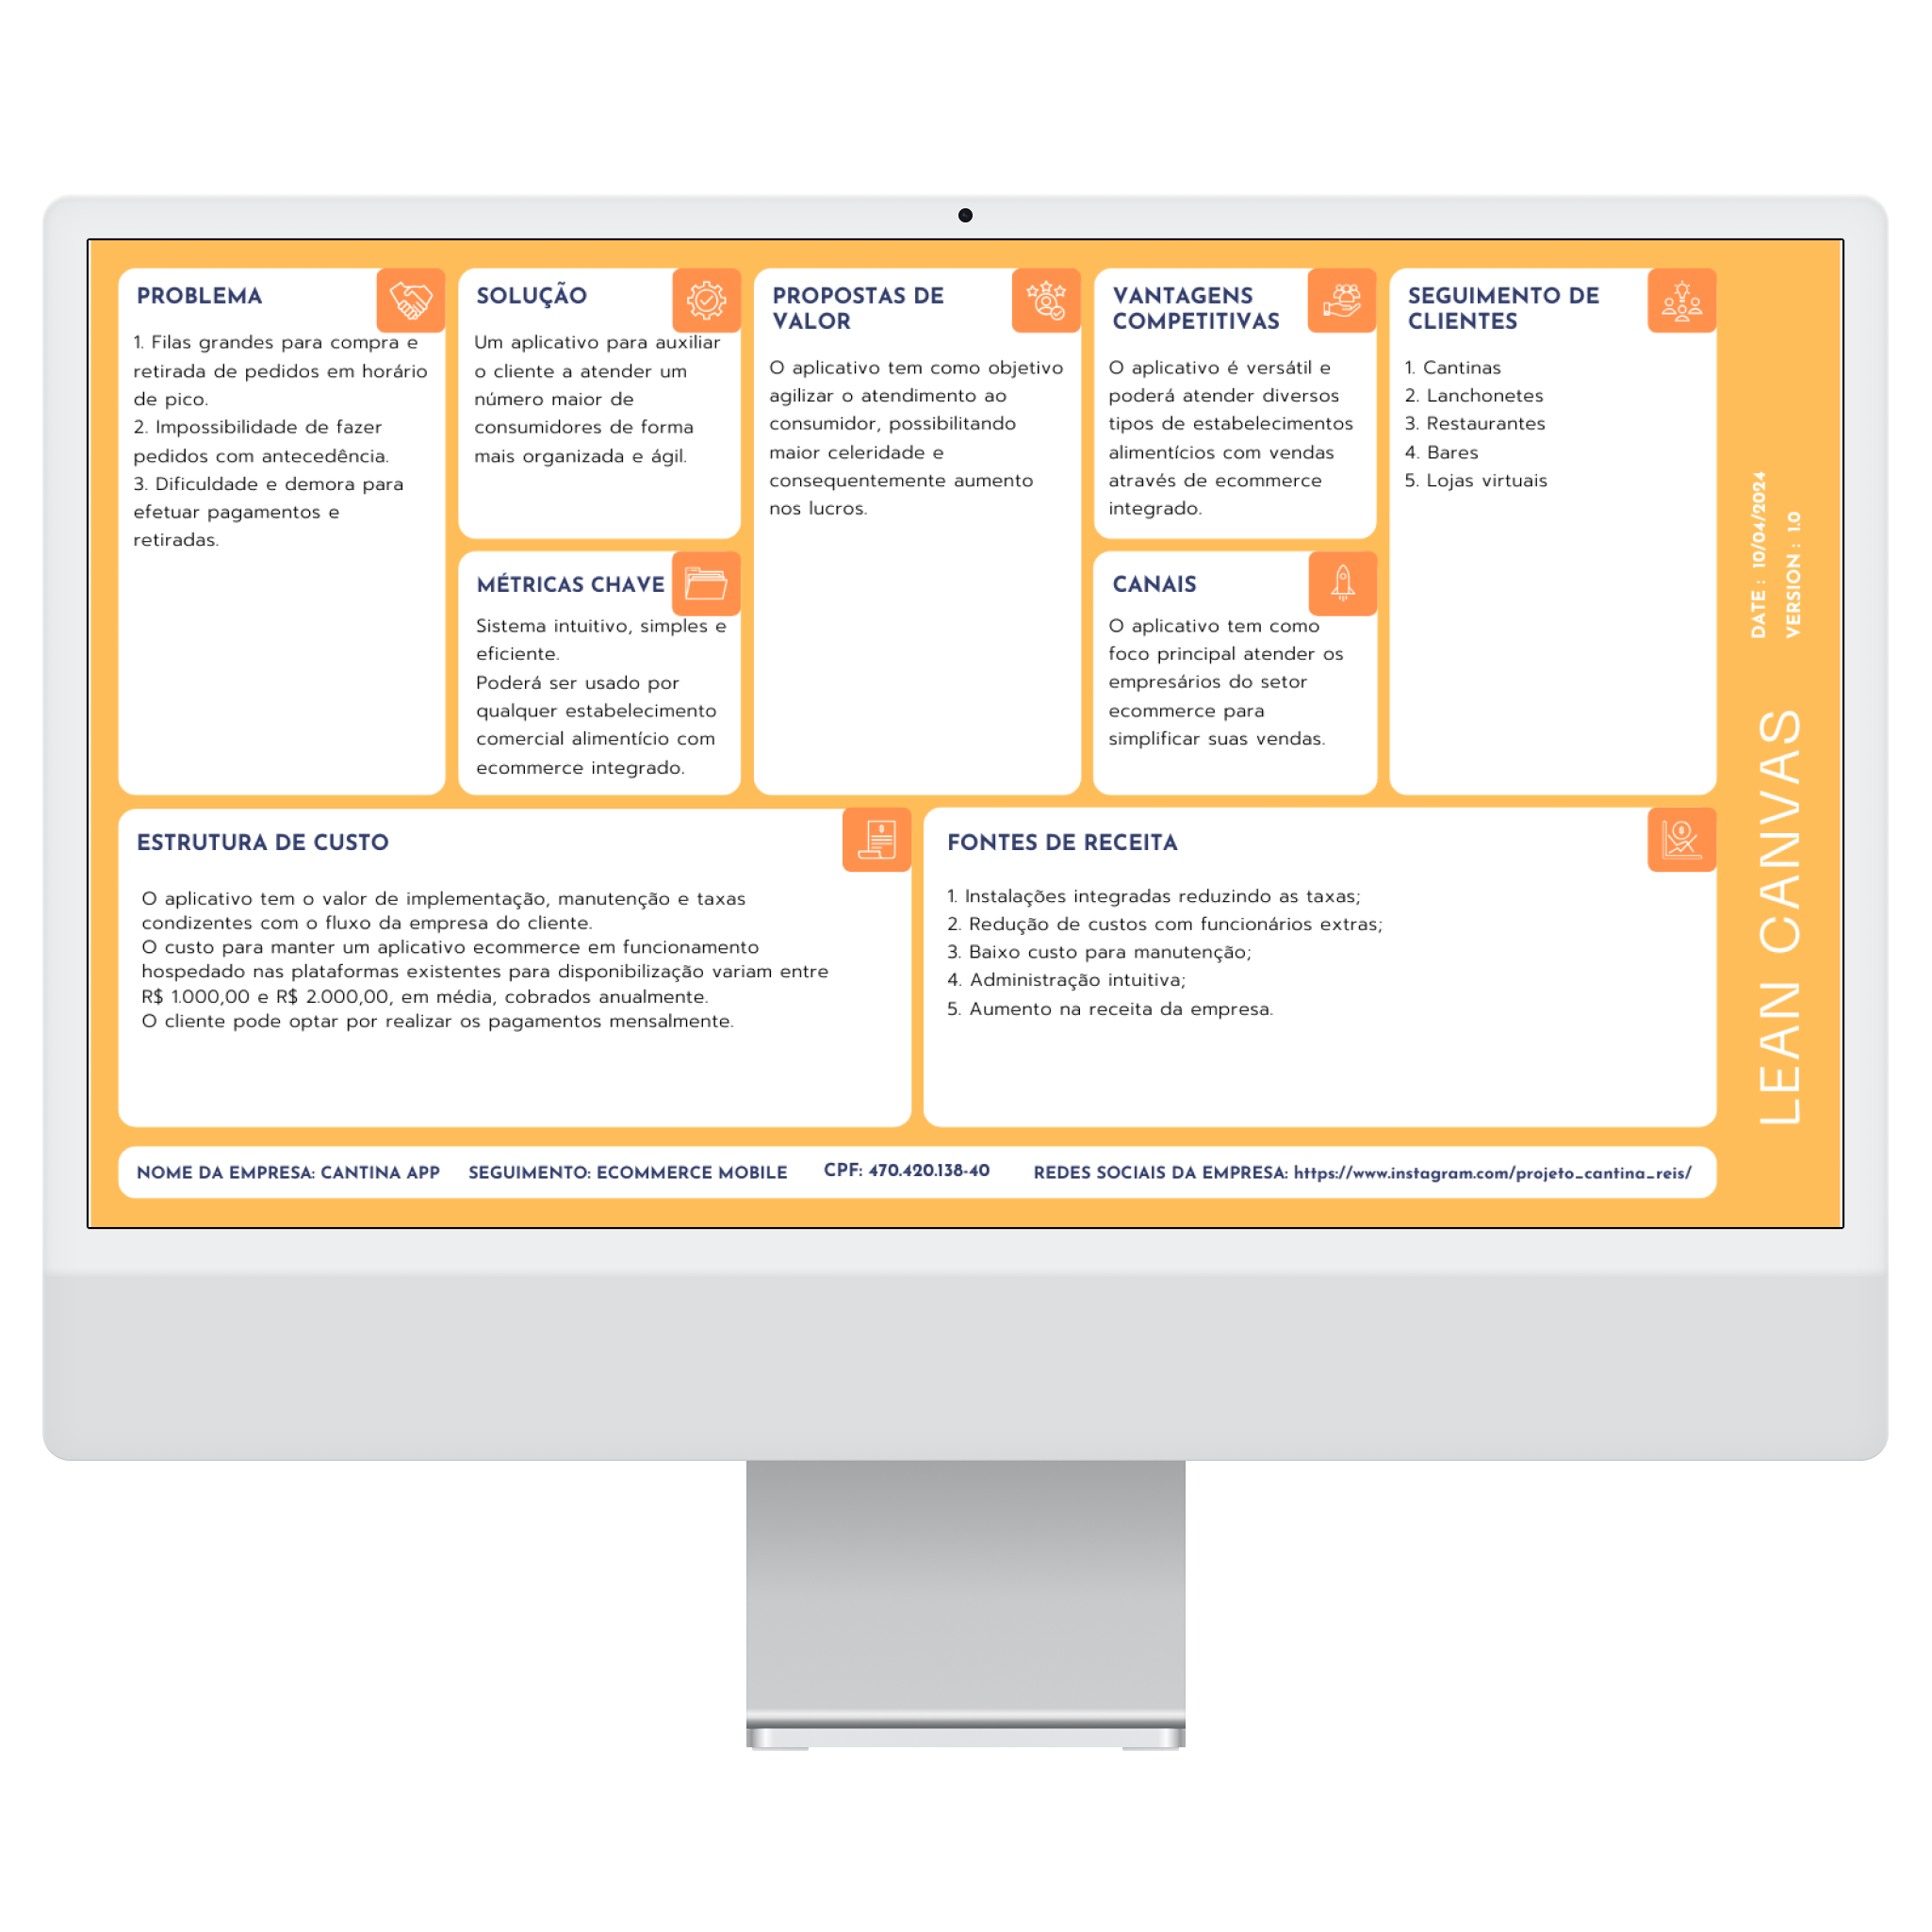 PROBLEMA
1. Filas grandes para compra e
retirada de pedidos em horário
de pico.
2. Impossibilidade de fazer
pedidos com antecedência.
3. Dificuldade e demora para
efetuar pagamentos e
retiradas.
SOLUÇÃO
Um aplicativo para auxiliar
o cliente a atender um
número maior de
consumidores de forma
mais organizada e ágil.
MÉTRICAS CHAVE
Sistema intuitivo, simples e
eficiente.
Poderá ser usado por
qualquer estabelecimento
comercial alimentício com
ecommerce integrado.
PROPOSTAS DE
VALOR
O aplicativo tem como objetivo
agilizar o atendimento ao
consumidor, possibilitando
maior celeridade e
consequentemente aumento
nos lucros.
VANTAGENS
COMPETITIVAS
O aplicativo é versátil e
poderá atender diversos
tipos de estabelecimentos
alimentícios com vendas
através de ecommerce
integrado.
CANAIS
O aplicativo tem como
foco principal atender os
empresários do setor
ecommerce para
simplificar suas vendas.
SEGUIMENTO DE
CLIENTES
1. Cantinas
2. Lanchonetes
3. Restaurantes
4. Bares
5. Lojas virtuais
ESTRUTURA DE CUSTO
O aplicativo tem o valor de implementação, manutenção e taxas
condizentes com o fluxo da empresa do cliente.
O custo para manter um aplicativo ecommerce em funcionamento
hospedado nas plataformas existentes para disponibilização variam entre
R$ 1.000,00 e R$ 2.000,00, em média, cobrados anualmente.
O cliente pode optar por realizar os pagamentos mensalmente.
FONTES DE RECEITA
1. Instalações integradas reduzindo as taxas;
2. Redução de custos com funcionários extras;
3. Baixo custo para manutenção;
4. Administração intuitiva;
5. Aumento na receita da empresa.
NOME DA EMPRESA: CANTINA APP SEGUIMENTO: ECOMMERCE MOBILE CPF: 470.420.138-40 REDES SOCIAIS DA EMPRESA: https://www.instagram.com/projeto_cantina_reis/
LEAN CANVAS
DATE : 10/04/2024
VERSION : 1.0